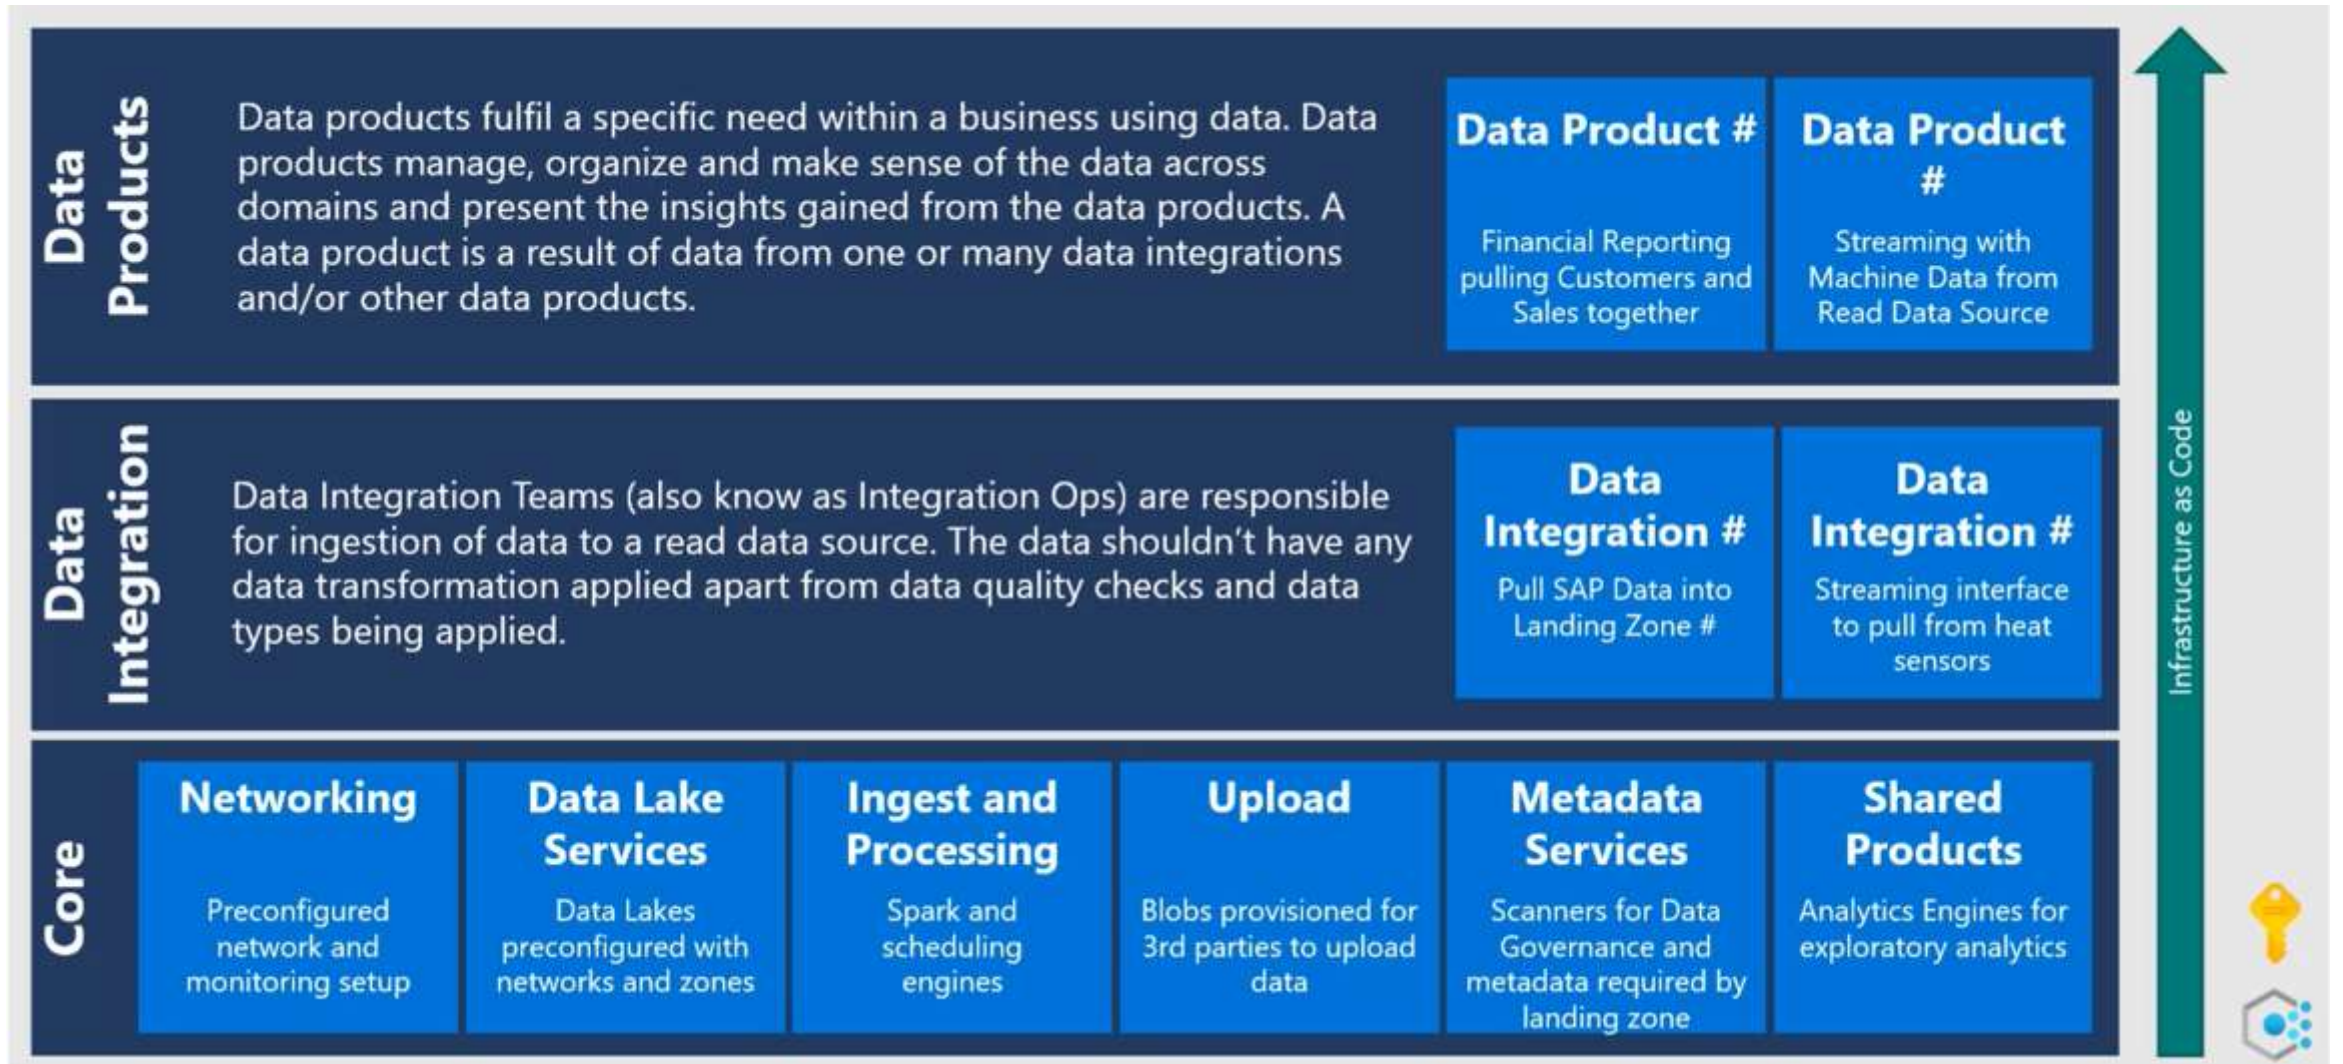 Data
Products
Data products fulfil a specific need within a business using data. Data
products manage, organize and make sense of the data across
domains and present the insights gained from the data products. A
data product is a result of data from one or many data integrations
and/or other data products.
Data Product #
Financial Reporting
pulling Customers and
Sales together
Data Product
#
Streaming with
Machine Data from
Read Data Source
Data
Integration
Data Integration Teams (also know as Integration Ops) are responsible
for ingestion of data to a read data source. The data shouldn't have any
data transformation applied apart from data quality checks and data
types being applied.
Data
Integration #
Pull SAP Data into
Landing Zone #
Data
Integration #
Streaming interface
to pull from heat
sensors
Core
Networking
Preconfigured
network and
monitoring setup
Data Lake
Services
Data Lakes
preconfigured with
networks and zones
Ingest and
Processing
Spark and
scheduling
engines
Upload
Blobs provisioned for
3rd parties to upload
data
Metadata
Services
Scanners for Data
Governance and
metadata required by
landing zone
Shared
Products
Analytics Engines for
exploratory analytics
Infrastructure as Code